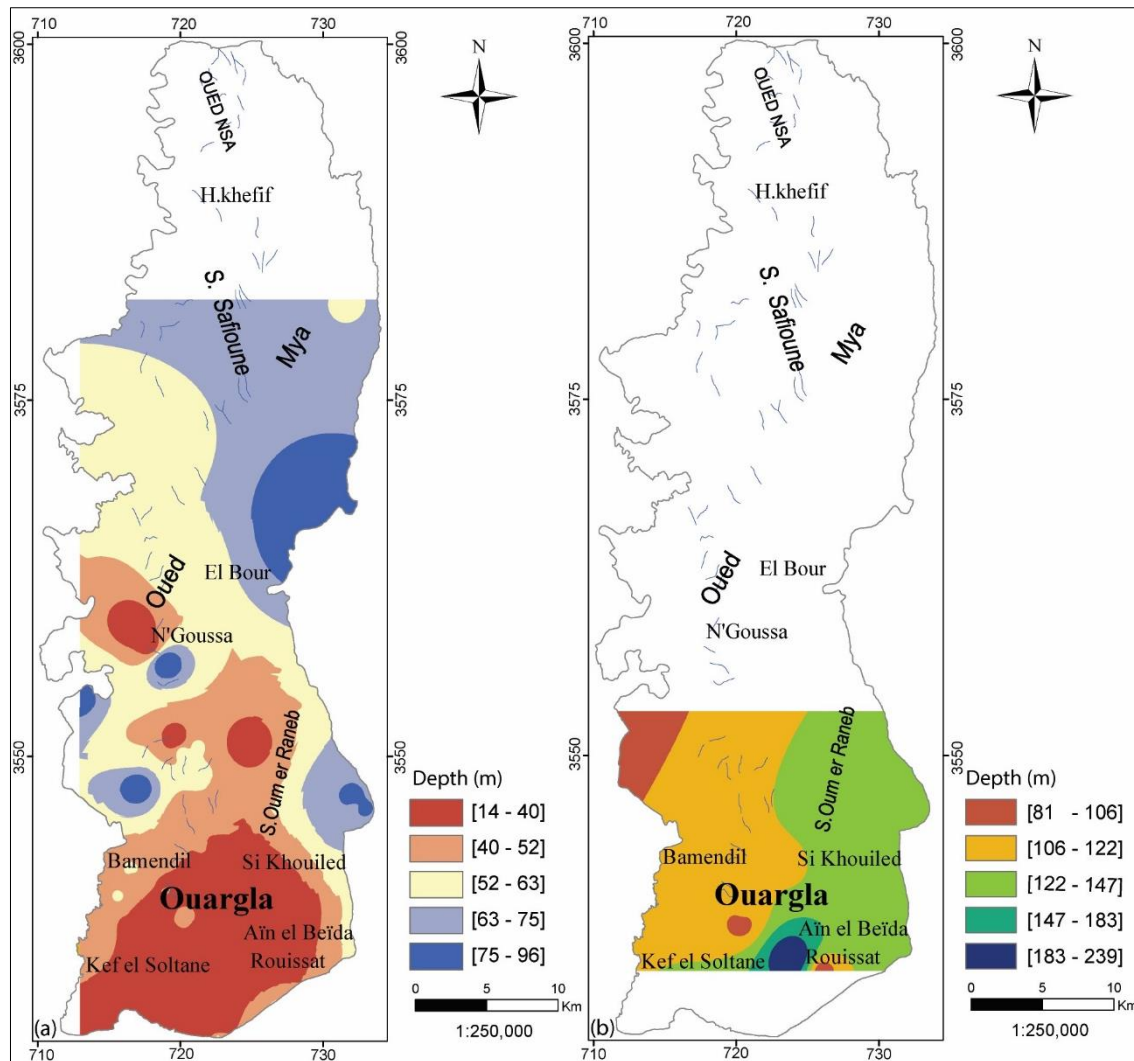 710 720 730
3600
N
OUED NSA
H.khefif
S. Safioune
Mya
3575 3575
El Bour
Oued
N'Goussa
3550 3550
S.Oum er Raneb
Bamendil
Si Khouiled
Ouargla
Aïn el Beïda
Kef el Soltane
Rouissat
Depth (m)
[14 - 40]
[40 - 52]
[52 - 63]
[63 - 75]
[75 - 96]
0 5 10
Km
1:250,000
(a)
720 730
710 720 730
3600
N
OUED NSA
H.khefif
S. Safioune
Mya
3575 3575
El Bour
Oued
N'Goussa
3550 3550
S.Oum er Raneb
Bamendil
Si Khouiled
Ouargla
Aïn el Beïda
Kef el Soltane
Rouissat
Depth (m)
[81 - 106]
[106 - 122]
[122 - 147]
[147 - 183]
[183 - 239]
0 5 10
Km
1:250,000
(b)
720 730